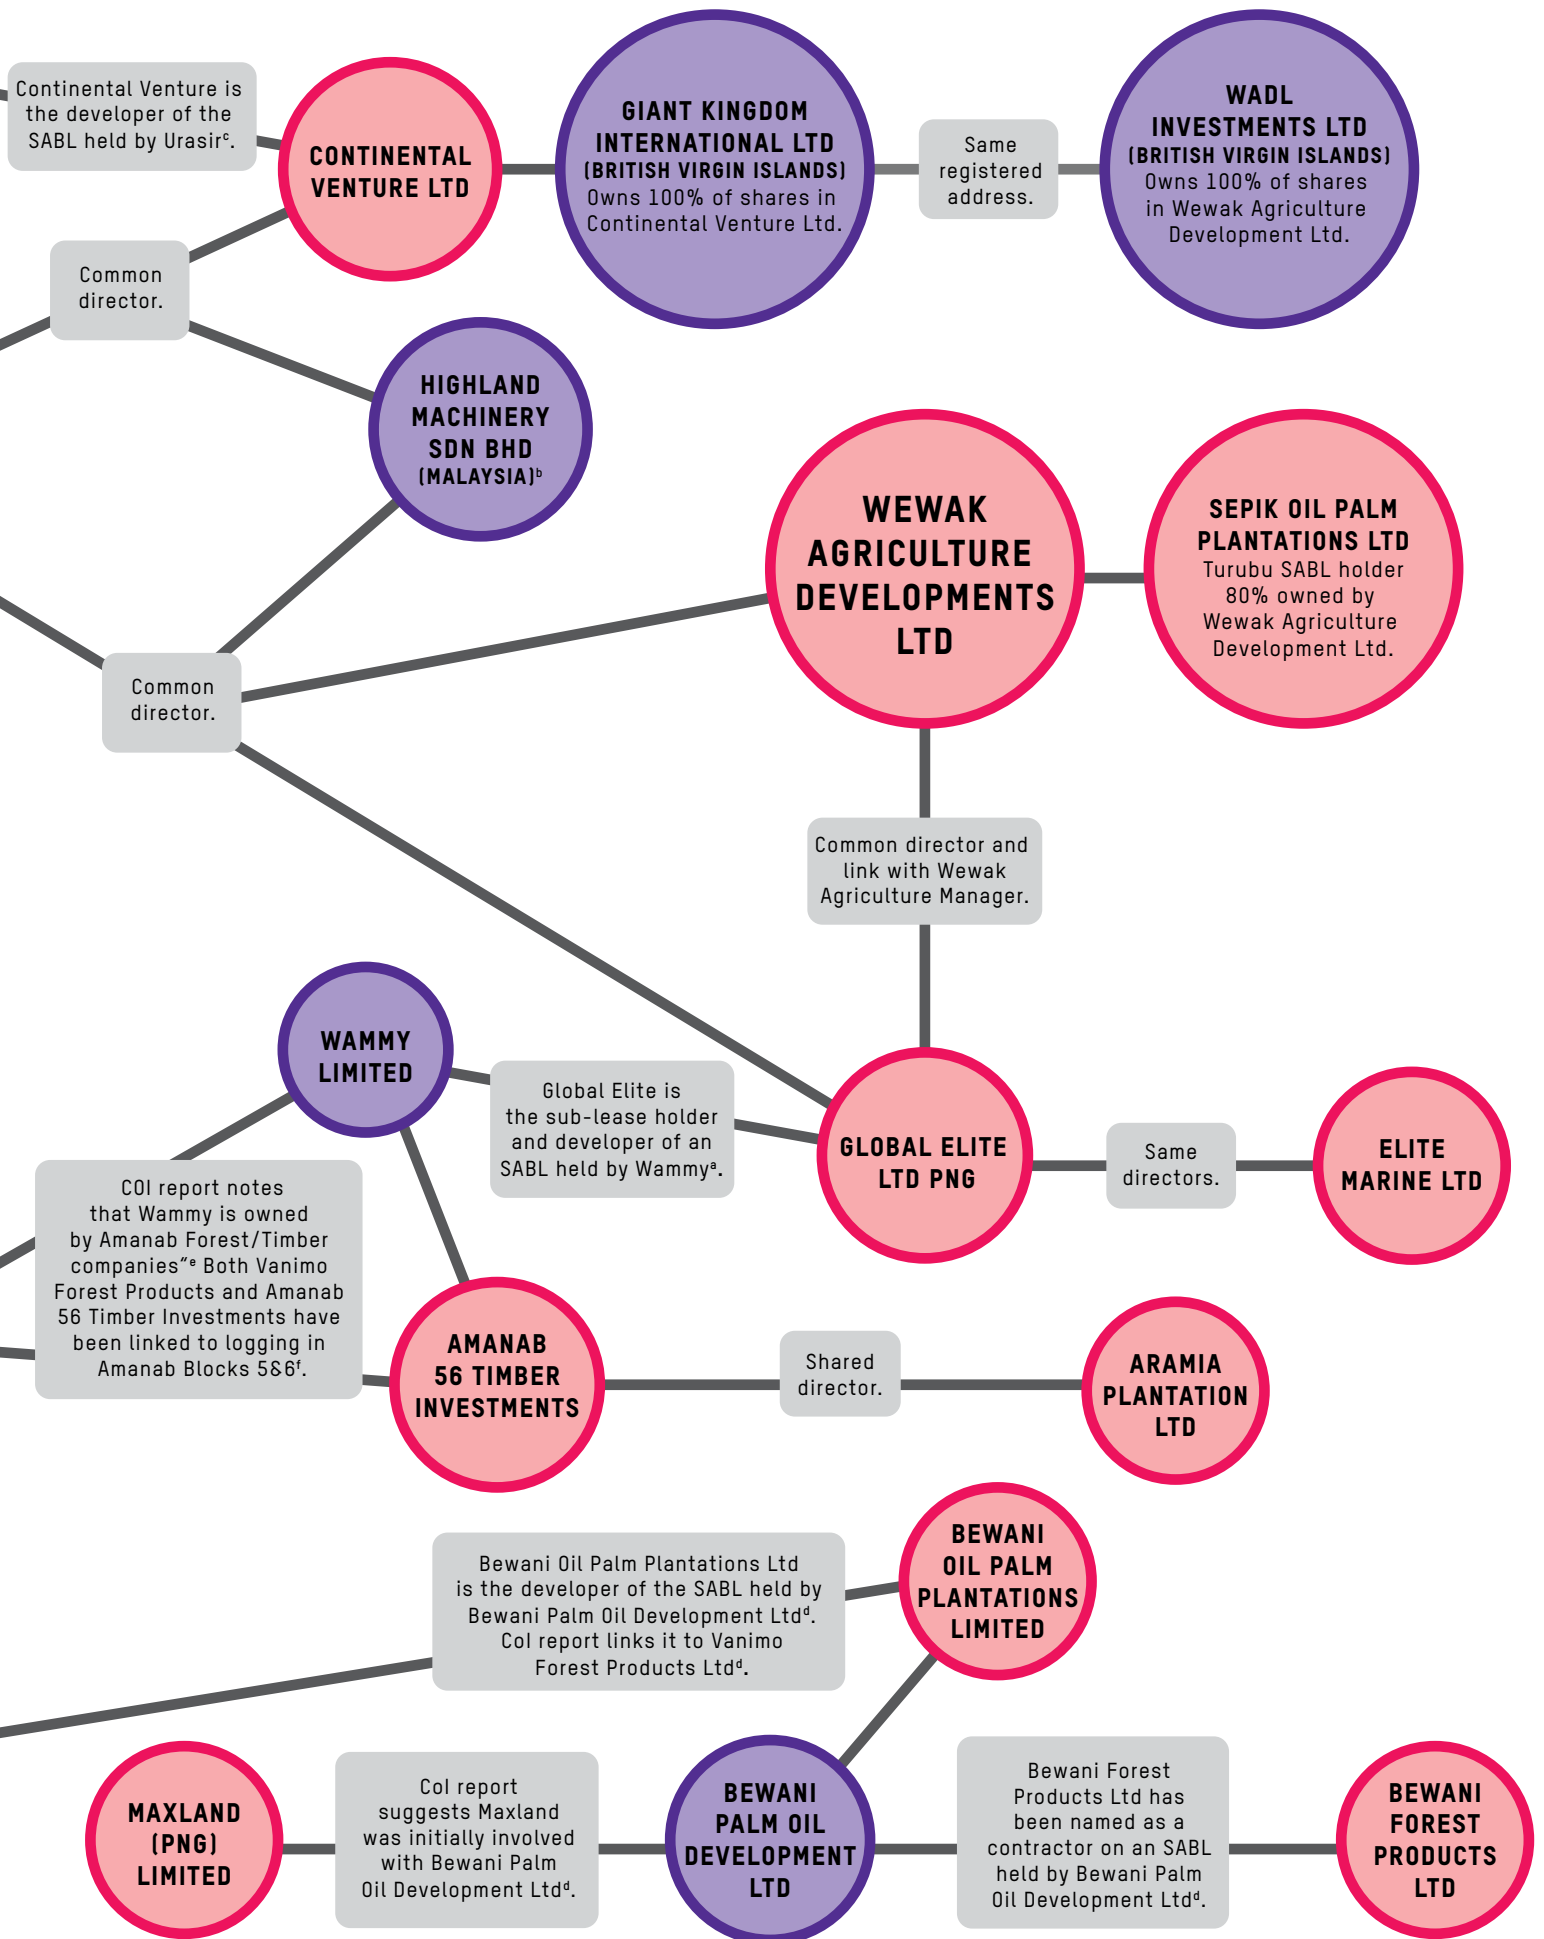 Continental Venture is
the developer of the
SABL held by Urasirᶜ.
CONTINENTAL
VENTURE LTD
GIANT KINGDOM
INTERNATIONAL LTD
(BRITISH VIRGIN ISLANDS)
Owns 100% of shares in
Continental Venture Ltd.
Same
registered
address.
WADL
INVESTMENTS LTD
(BRITISH VIRGIN ISLANDS)
Owns 100% of shares
in Wewak Agriculture
Development Ltd.
Common
director.
HIGHLAND
MACHINERY
SDN BHD
(MALAYSIA)ᵇ
WEWAK
AGRICULTURE
DEVELOPMENTS
LTD
SEPIK OIL PALM
PLANTATIONS LTD
Turubu SABL holder
80% owned by
Wewak Agriculture
Development Ltd.
Common
director.
Common director and
link with Wewak
Agriculture Manager.
WAMMY
LIMITED
Global Elite is
the sub-lease holder
and developer of an
SABL held by Wammyᵃ.
GLOBAL ELITE
LTD PNG
Same
directors.
ELITE
MARINE LTD
COI report notes
that Wammy is owned
by Amanab Forest/Timber
companies”ᵉ Both Vanimo
Forest Products and Amanab
56 Timber Investments have
been linked to logging in
Amanab Blocks 5&6ᶠ.
AMANAB
56 TIMBER
INVESTMENTS
Shared
director.
ARAMIA
PLANTATION
LTD
Bewani Oil Palm Plantations Ltd
is the developer of the SABL held by
Bewani Palm Oil Development Ltdᵈ.
CoI report links it to Vanimo
Forest Products Ltdᵈ.
BEWANI
OIL PALM
PLANTATIONS
LIMITED
MAXLAND
(PNG)
LIMITED
CoI report
suggests Maxland
was initially involved
with Bewani Palm
Oil Development Ltdᵈ.
BEWANI
PALM OIL
DEVELOPMENT
LTD
Bewani Forest
Products Ltd has
been named as a
contractor on an SABL
held by Bewani Palm
Oil Development Ltdᵈ.
BEWANI
FOREST
PRODUCTS
LTD